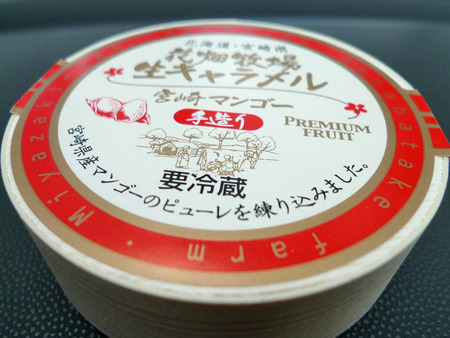 北海道・宮崎県
花畑牧場
生キャラメル
宮崎マンゴー
手造り
PREMIUM
FRUIT
要冷蔵
宮崎県産マンゴーのピューレを練り込みました。
Miyazaki
hatake
farm